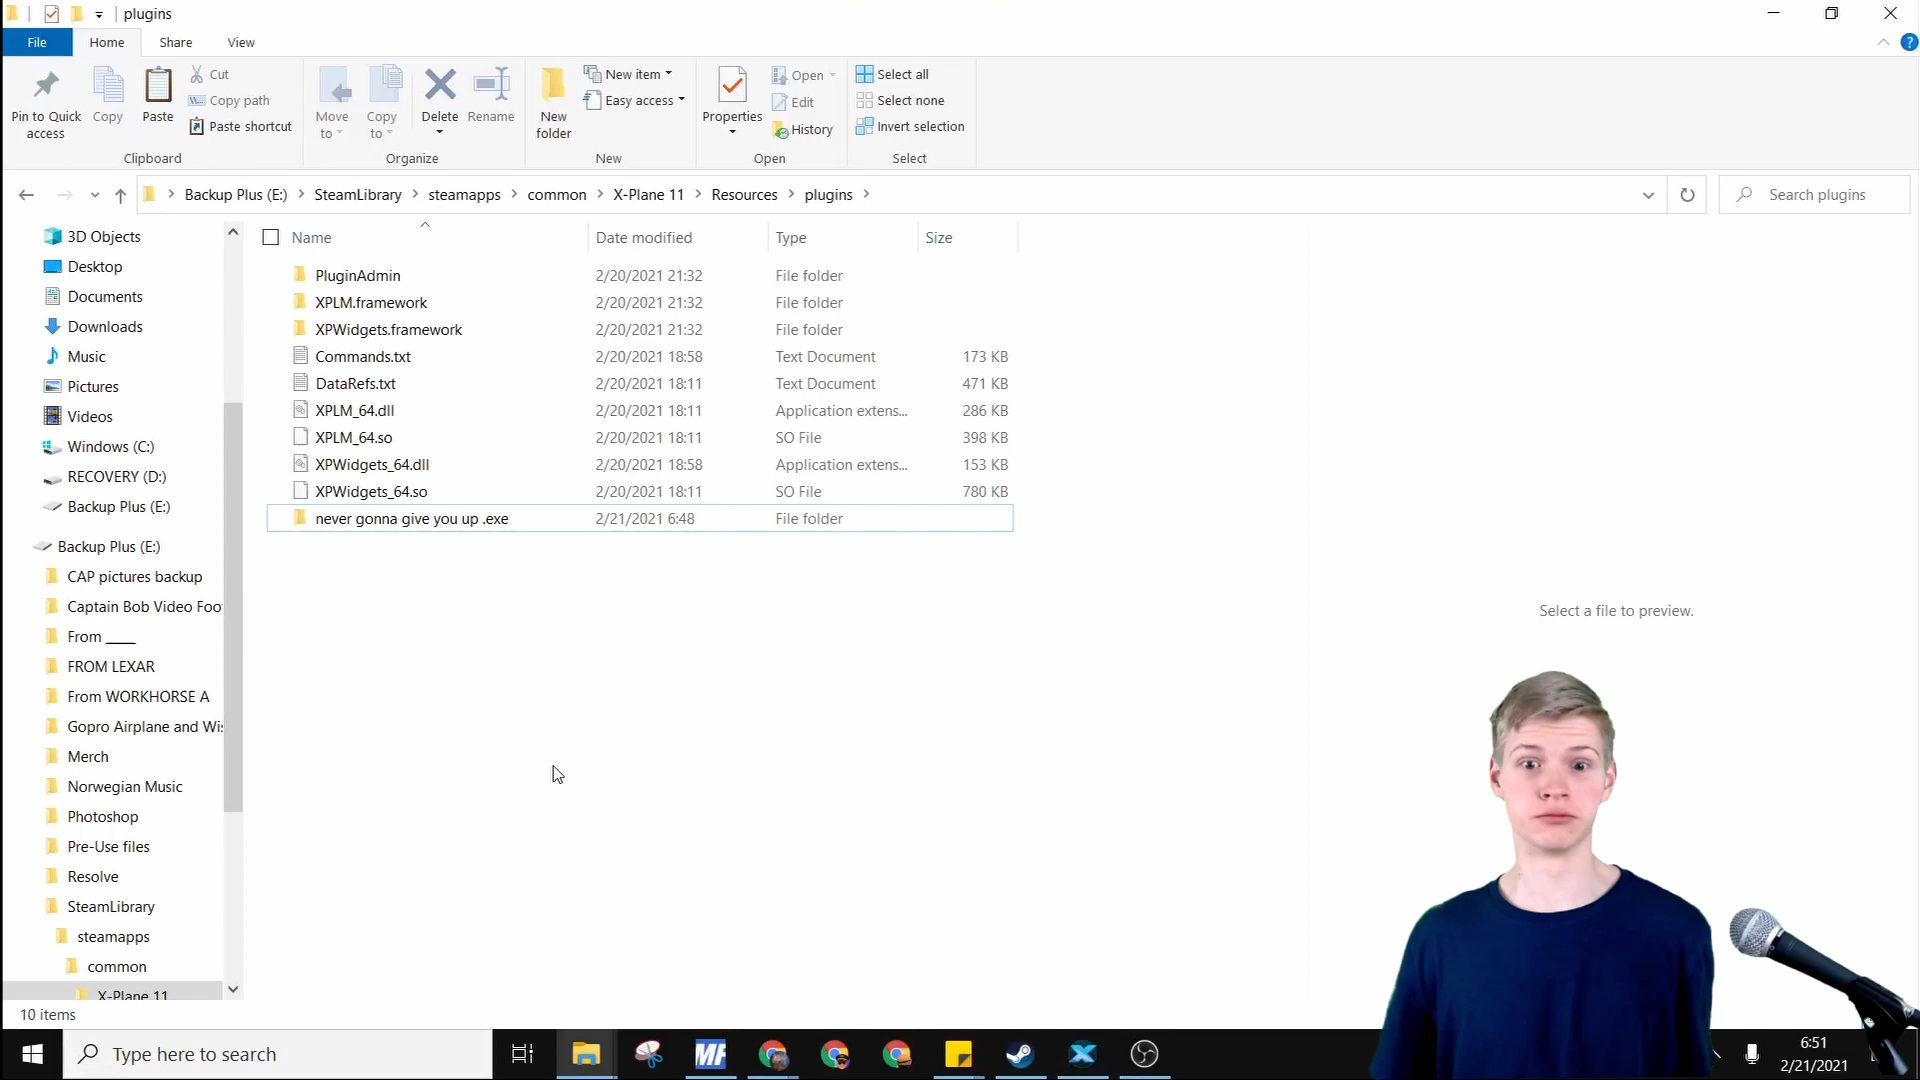 plugins
File
Home
Share
View
Pin to Quick access
Copy
Paste
Cut
Copy path
Paste shortcut
Clipboard
Move to
Copy to
Delete
Rename
Organize
New folder
New item
Easy access
New
Properties
Open
Edit
History
Open
Select all
Select none
Invert selection
Select
Backup Plus (E:) > SteamLibrary > steamapps > common > X-Plane 11 > Resources > plugins >
Search plugins
Name Date modified Type Size
PluginAdmin 2/20/2021 21:32 File folder
XPLM.framework 2/20/2021 21:32 File folder
XPWidgets.framework 2/20/2021 21:32 File folder
Commands.txt 2/20/2021 18:58 Text Document 173 KB
DataRefs.txt 2/20/2021 18:11 Text Document 471 KB
XPLM_64.dll 2/20/2021 18:11 Application extens... 286 KB
XPLM_64.so 2/20/2021 18:11 SO File 398 KB
XPWidgets_64.dll 2/20/2021 18:58 Application extens... 153 KB
XPWidgets_64.so 2/20/2021 18:11 SO File 780 KB
never gonna give you up .exe 2/21/2021 6:48 File folder
3D Objects
Desktop
Documents
Downloads
Music
Pictures
Videos
Windows (C:)
RECOVERY (D:)
Backup Plus (E:)
Backup Plus (E:)
CAP pictures backup
Captain Bob Video Foo
From ____
FROM LEXAR
From WORKHORSE A
Gopro Airplane and Wi
Merch
Norwegian Music
Photoshop
Pre-Use files
Resolve
SteamLibrary
steamapps
common
X-Plane 11
Select a file to preview.
10 items
Type here to search
MF
6:51
2/21/2021